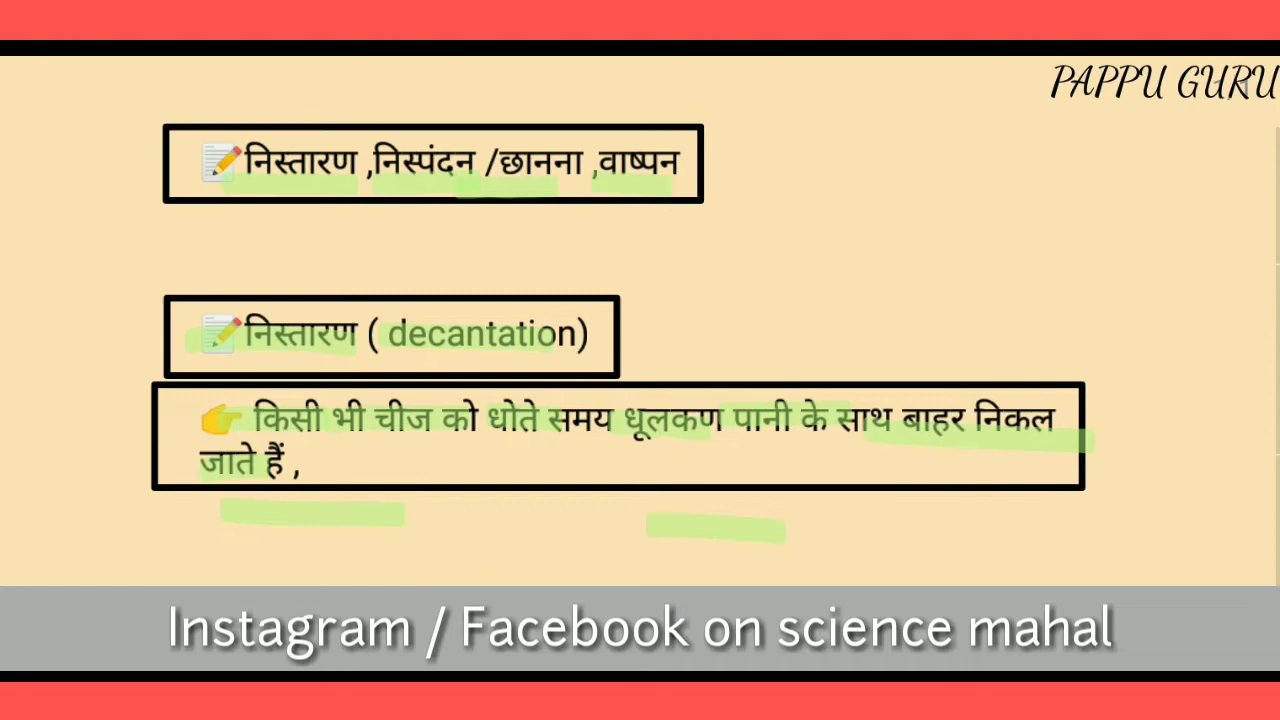 PAPPU GURU
📝निस्तारण ,निस्पंदन /छानना ,वाष्पन
📝निस्तारण ( decantation)
👉 किसी भी चीज को धोते समय धूलकण पानी के साथ बाहर निकल
जाते हैं ,
Instagram / Facebook on science mahal